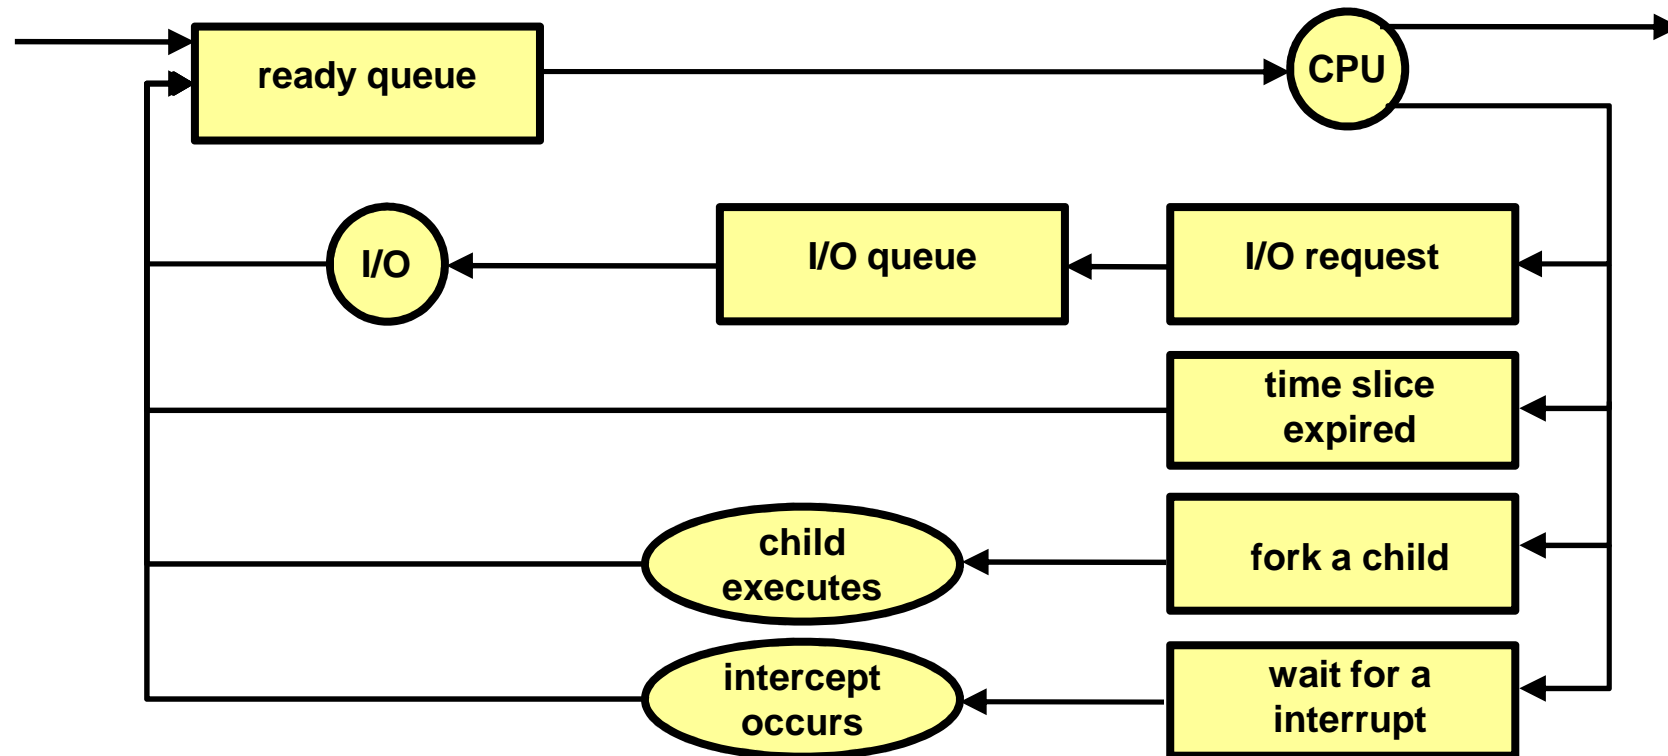 ready queue
CPU
I/O
I/O queue
I/O request
time slice
expired
child
executes
fork a child
intercept
occurs
wait for a
interrupt